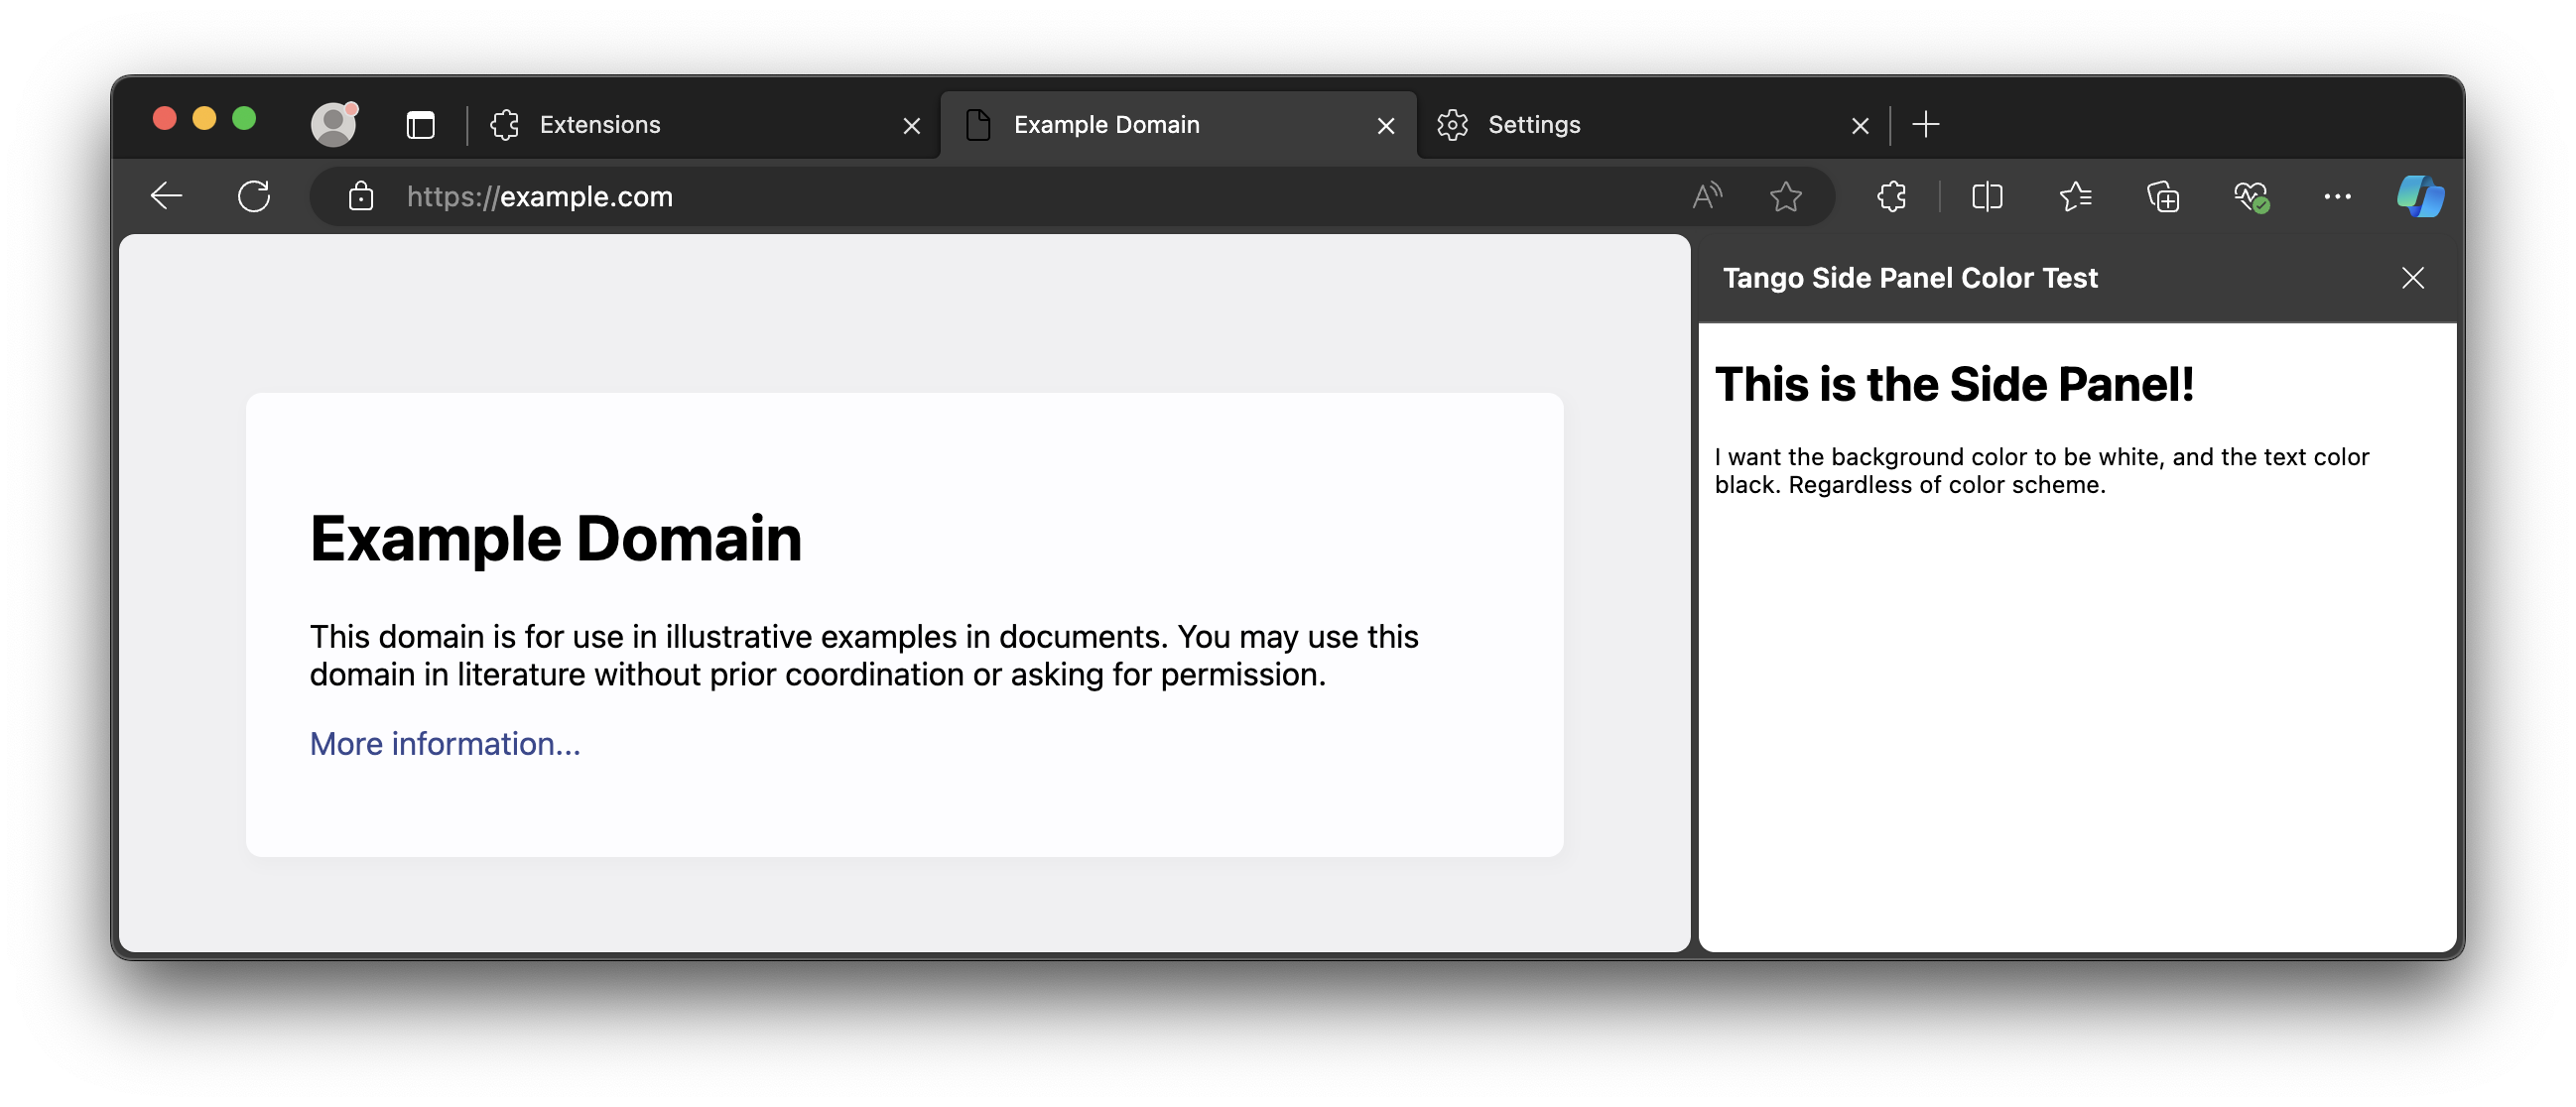 Extensions
Example Domain
Settings
https://example.com
Tango Side Panel Color Test
This is the Side Panel!
I want the background color to be white, and the text color
black. Regardless of color scheme.
Example Domain
This domain is for use in illustrative examples in documents. You may use this
domain in literature without prior coordination or asking for permission.
More information...